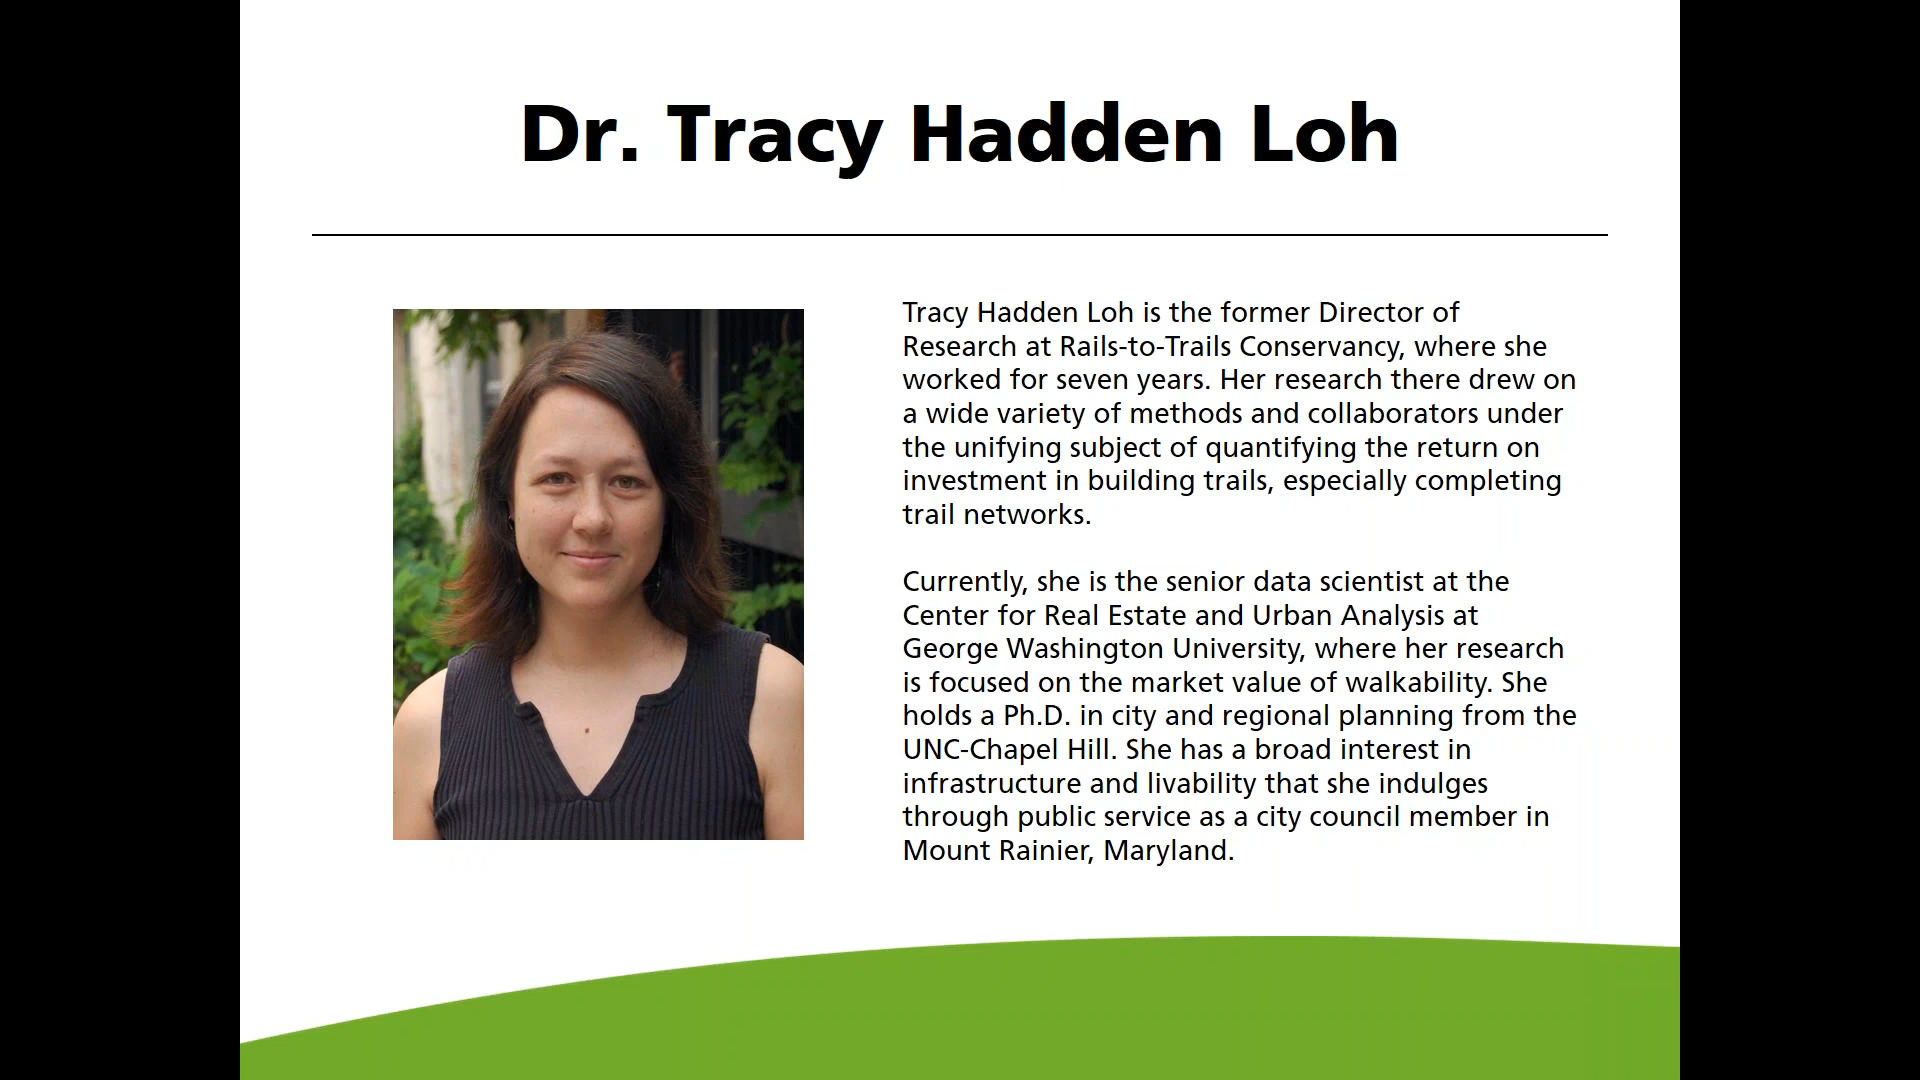 Dr. Tracy Hadden Loh
Tracy Hadden Loh is the former Director of
Research at Rails-to-Trails Conservancy, where she
worked for seven years. Her research there drew on
a wide variety of methods and collaborators under
the unifying subject of quantifying the return on
investment in building trails, especially completing
trail networks.
Currently, she is the senior data scientist at the
Center for Real Estate and Urban Analysis at
George Washington University, where her research
is focused on the market value of walkability. She
holds a Ph.D. in city and regional planning from the
UNC-Chapel Hill. She has a broad interest in
infrastructure and livability that she indulges
through public service as a city council member in
Mount Rainier, Maryland.